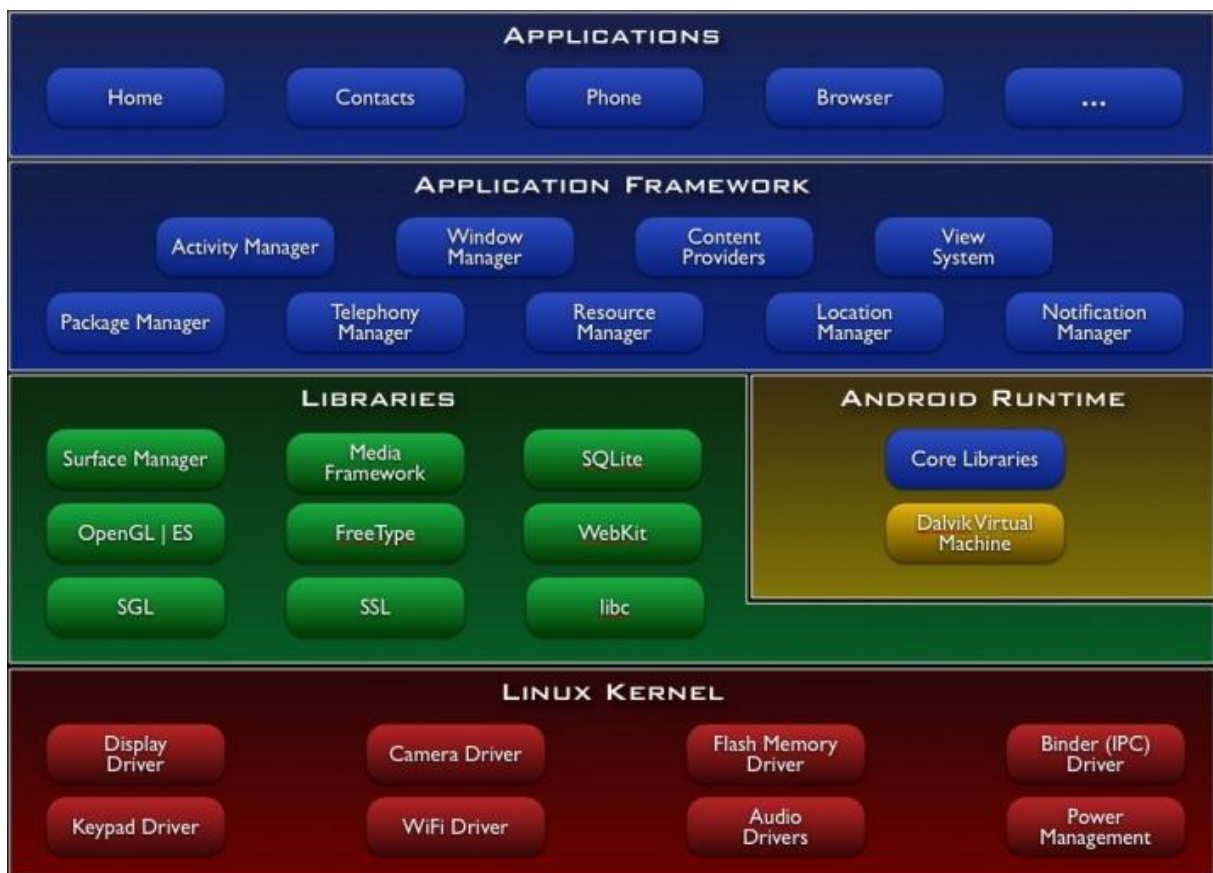 APPLICATIONS
Home
Contacts
Phone
Browser
...
APPLICATION FRAMEWORK
Activity Manager
Window
Manager
Content
Providers
View
System
Package Manager
Telephony
Manager
Resource
Manager
Location
Manager
Notification
Manager
LIBRARIES
Surface Manager
Media
Framework
SQLite
OpenGL | ES
FreeType
WebKit
SGL
SSL
libc
ANDROID RUNTIME
Core Libraries
Dalvik Virtual
Machine
LINUX KERNEL
Display
Driver
Camera Driver
Flash Memory
Driver
Binder (IPC)
Driver
Keypad Driver
WiFi Driver
Audio
Drivers
Power
Management